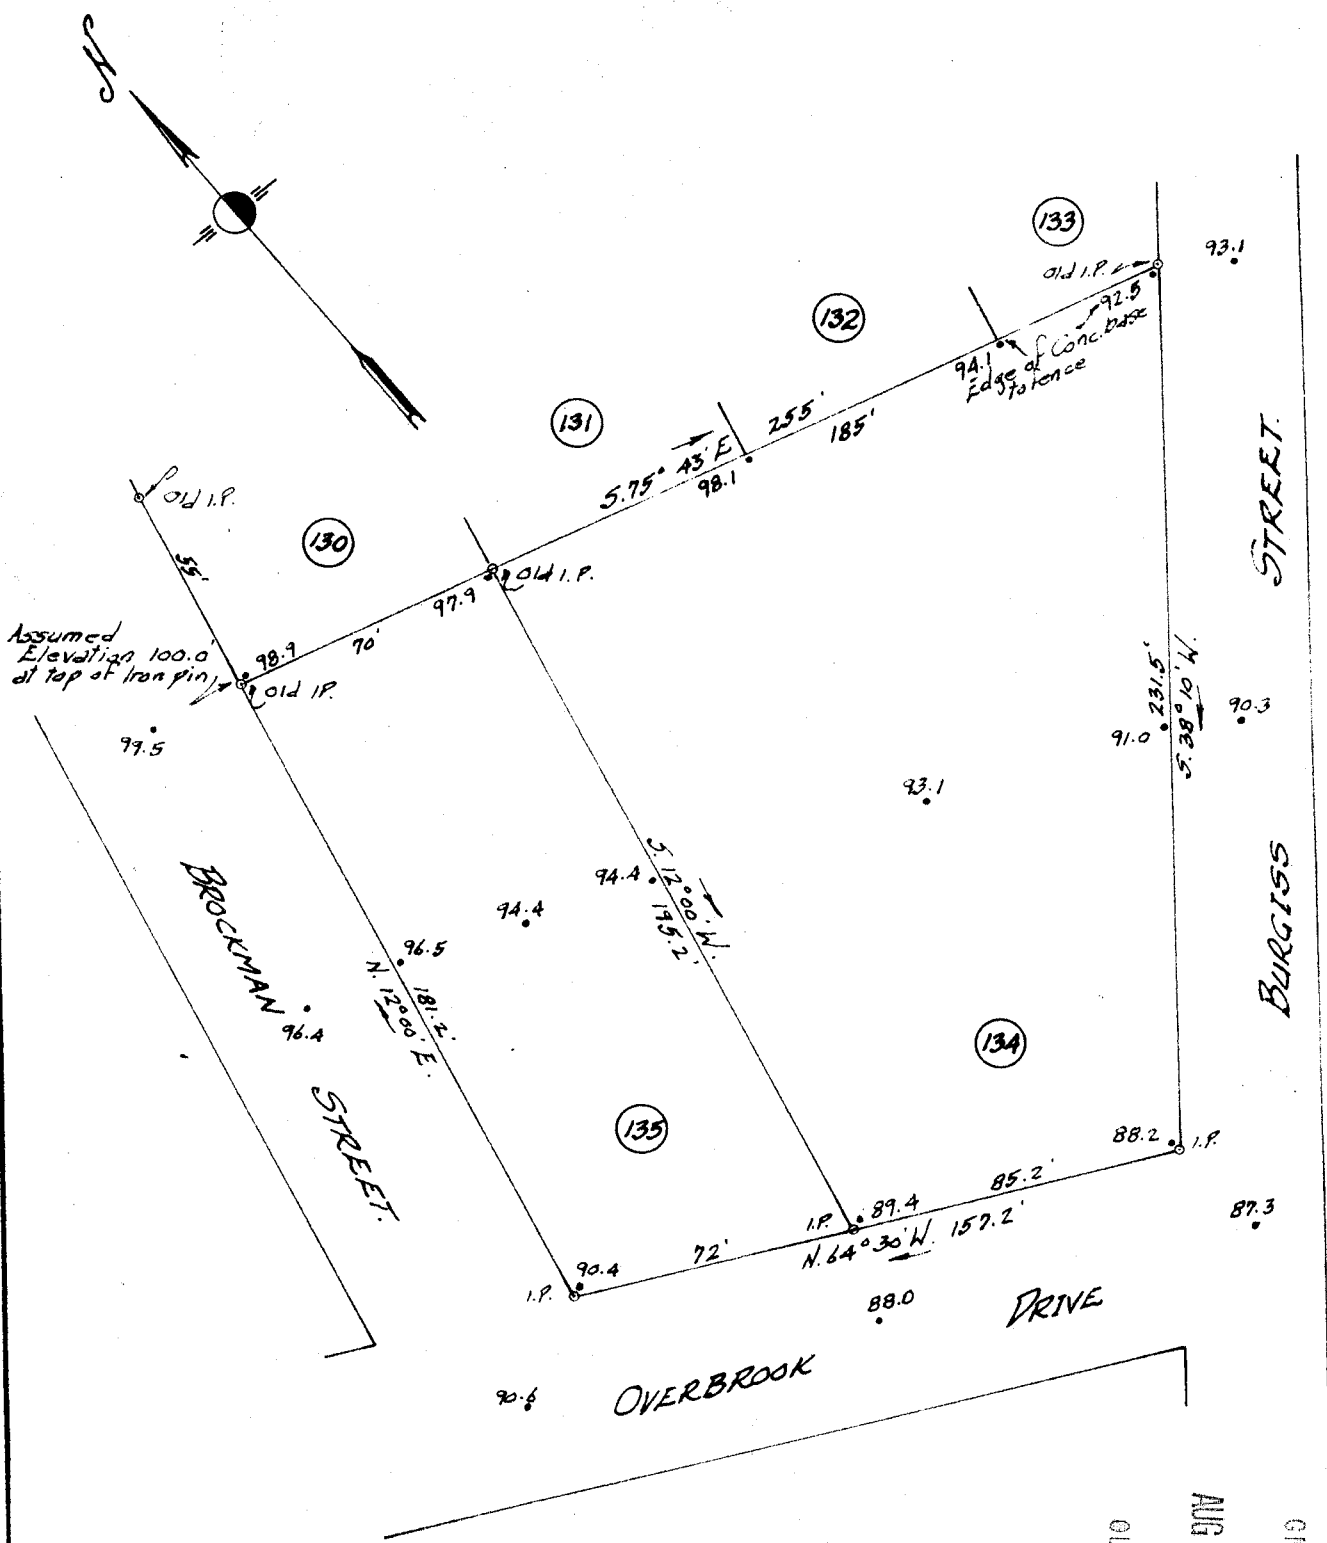 N
133
93.1
Old I.P.
92.5
132
94.1
Edge of Conc. base
to fence
131
255'
185'
S.75° 43' E
98.1
Old I.P.
55'
130
Old I.P.
97.9
70'
98.9
Assumed
Elevation 100.0'
at top of Iron pin
Old I.P.
99.5
STREET.
231.5'
S. 38° 10' W.
91.0
90.3
93.1
BURGISS
94.4
S. 12° 00' W.
195.2'
94.4
96.5
181.2'
N. 12° 00' E.
BROCKMAN
96.4
STREET.
134
135
88.2
I.P.
85.2'
89.4
I.P.
N. 64° 30' W. 157.2'
72'
87.3
90.4
I.P.
88.0
DRIVE
OVERBROOK
90.6
AUG